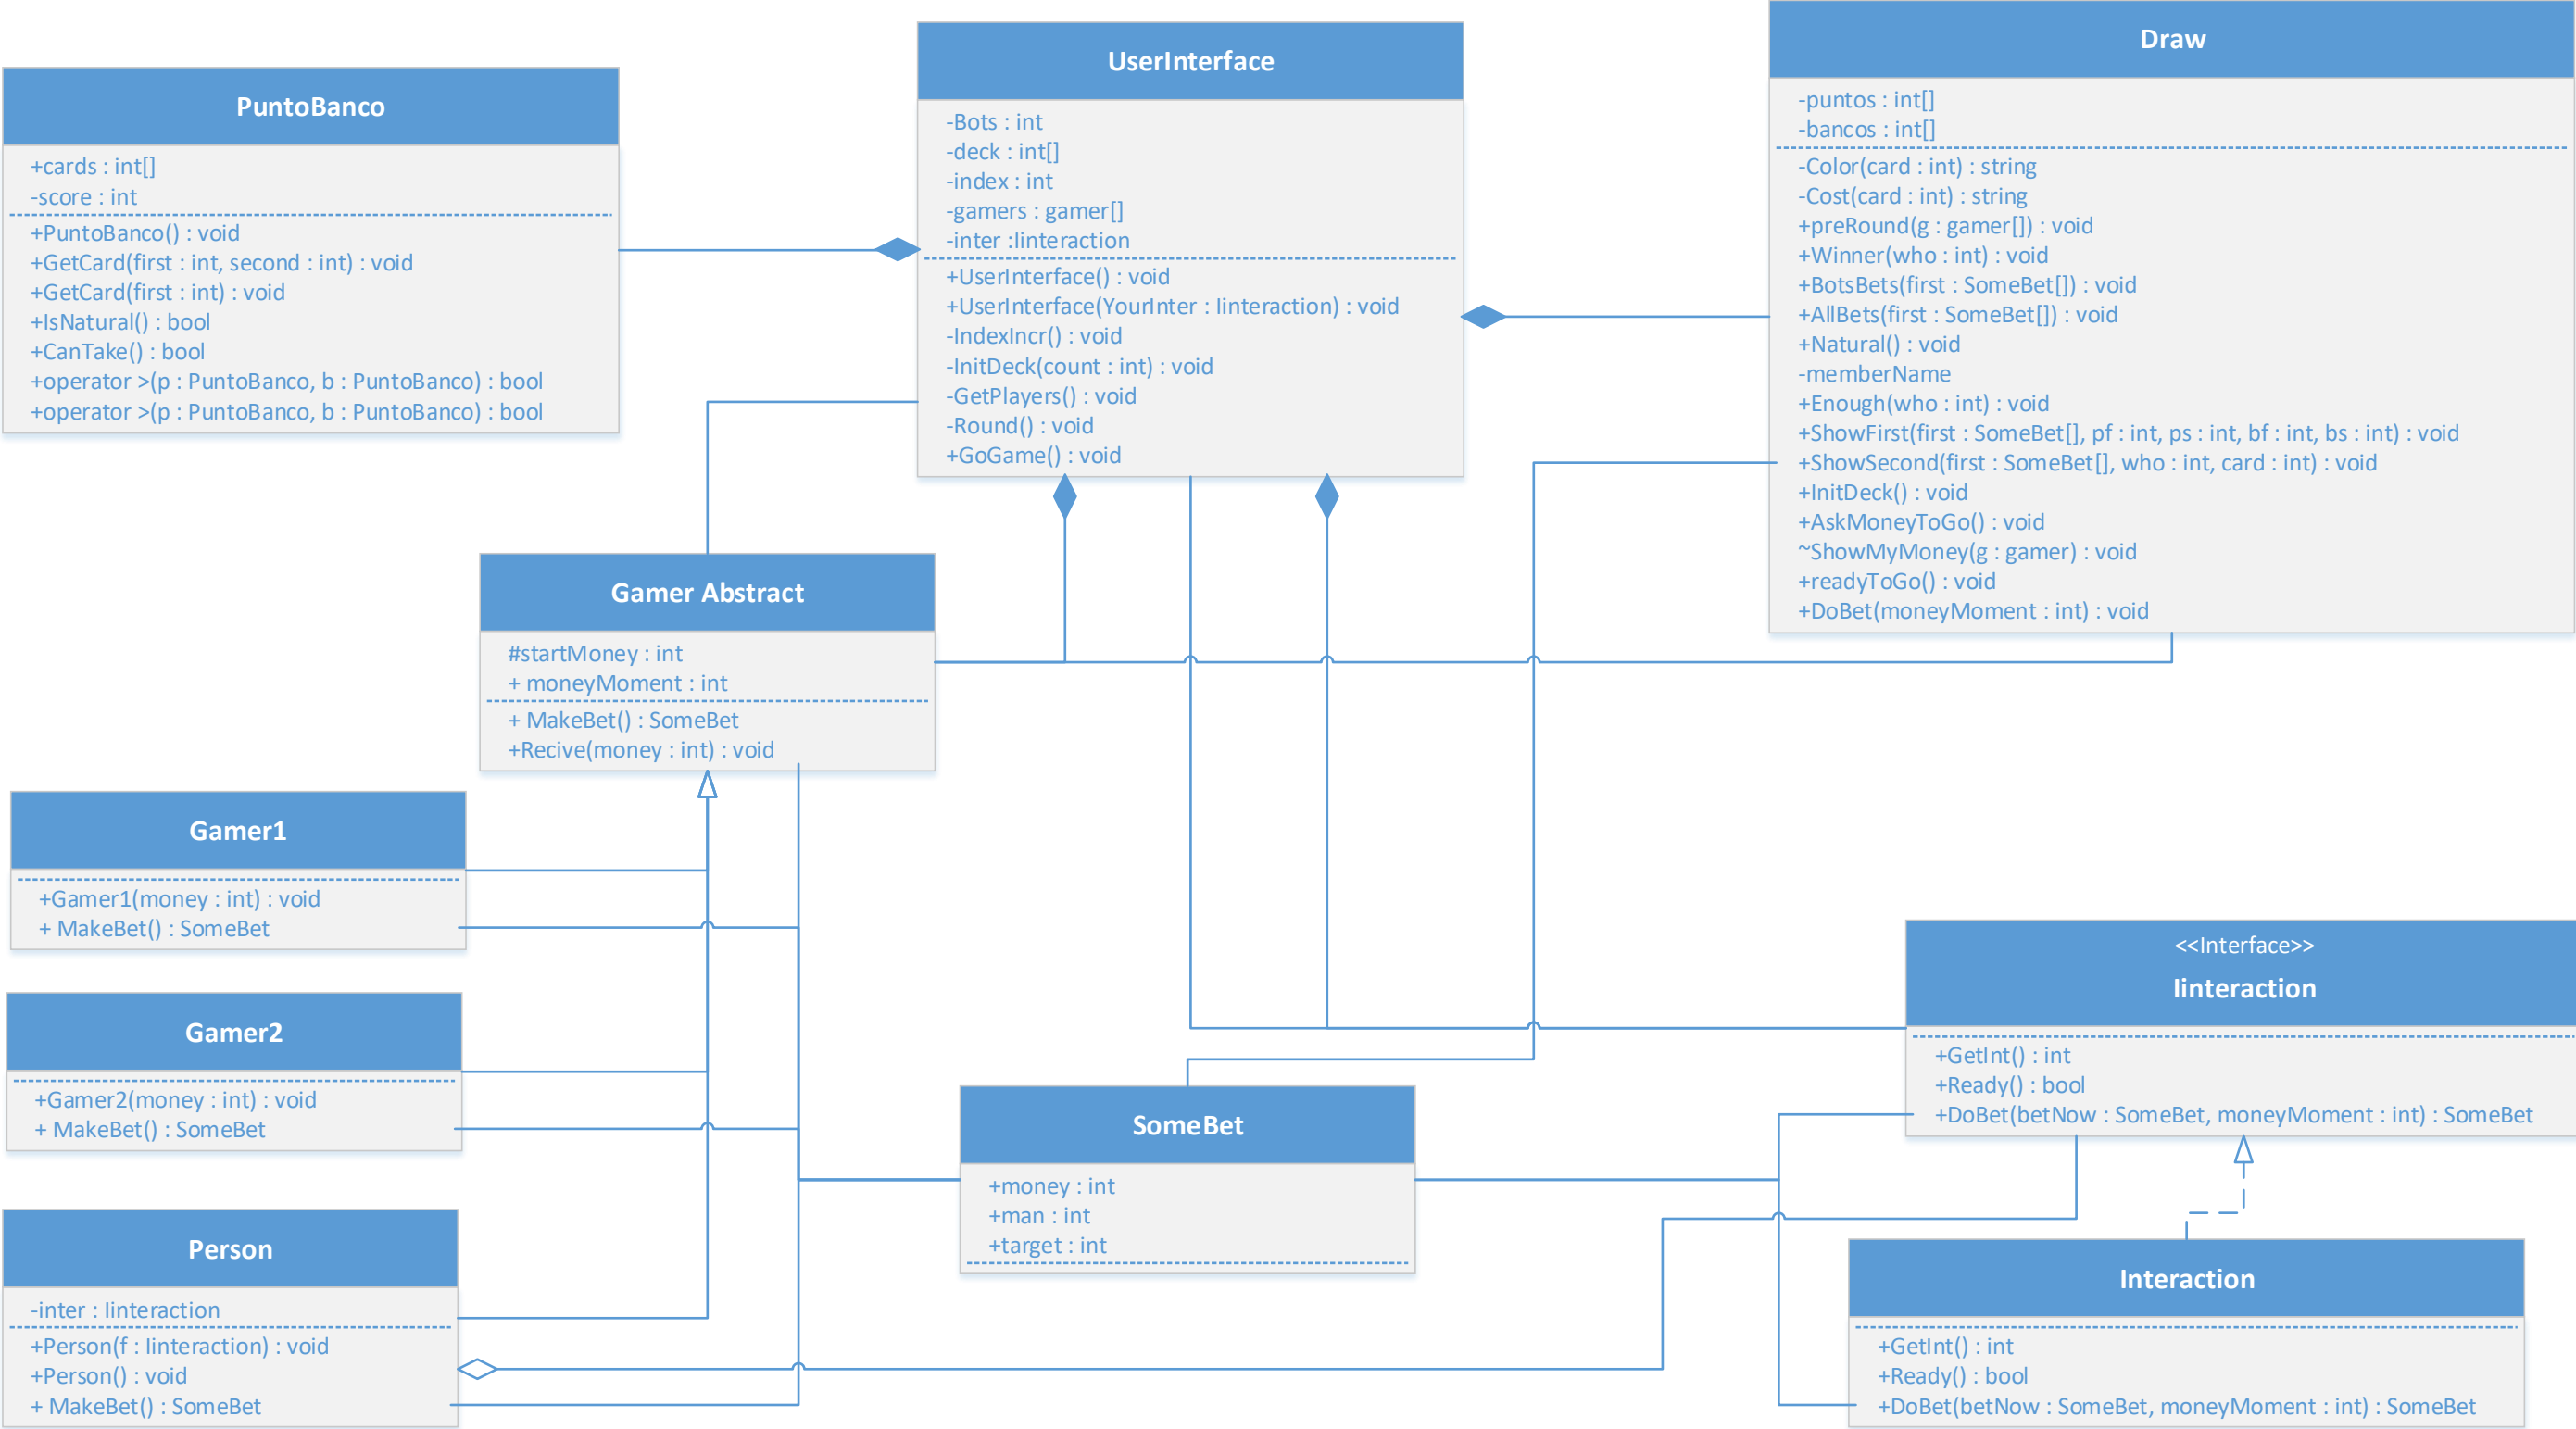 PuntoBanco
+cards : int[]
-score : int
+PuntoBanco() : void
+GetCard(first : int, second : int) : void
+GetCard(first : int) : void
+IsNatural() : bool
+CanTake() : bool
+operator >(p : PuntoBanco, b : PuntoBanco) : bool
+operator >(p : PuntoBanco, b : PuntoBanco) : bool
UserInterface
-Bots : int
-deck : int[]
-index : int
-gamers : gamer[]
-inter :Iinteraction
+UserInterface() : void
+UserInterface(YourInter : Iinteraction) : void
-IndexIncr() : void
-InitDeck(count : int) : void
-GetPlayers() : void
-Round() : void
+GoGame() : void
Draw
-puntos : int[]
-bancos : int[]
-Color(card : int) : string
-Cost(card : int) : string
+preRound(g : gamer[]) : void
+Winner(who : int) : void
+BotsBets(first : SomeBet[]) : void
+AllBets(first : SomeBet[]) : void
+Natural() : void
-memberName
+Enough(who : int) : void
+ShowFirst(first : SomeBet[], pf : int, ps : int, bf : int, bs : int) : void
+ShowSecond(first : SomeBet[], who : int, card : int) : void
+InitDeck() : void
+AskMoneyToGo() : void
~ShowMyMoney(g : gamer) : void
+readyToGo() : void
+DoBet(moneyMoment : int) : void
Gamer Abstract
#startMoney : int
+ moneyMoment : int
+ MakeBet() : SomeBet
+Recive(money : int) : void
Gamer1
+Gamer1(money : int) : void
+ MakeBet() : SomeBet
Gamer2
+Gamer2(money : int) : void
+ MakeBet() : SomeBet
Person
-inter : Iinteraction
+Person(f : Iinteraction) : void
+Person() : void
+ MakeBet() : SomeBet
SomeBet
+money : int
+man : int
+target : int
<<Interface>>
Iinteraction
+GetInt() : int
+Ready() : bool
+DoBet(betNow : SomeBet, moneyMoment : int) : SomeBet
Interaction
+GetInt() : int
+Ready() : bool
+DoBet(betNow : SomeBet, moneyMoment : int) : SomeBet